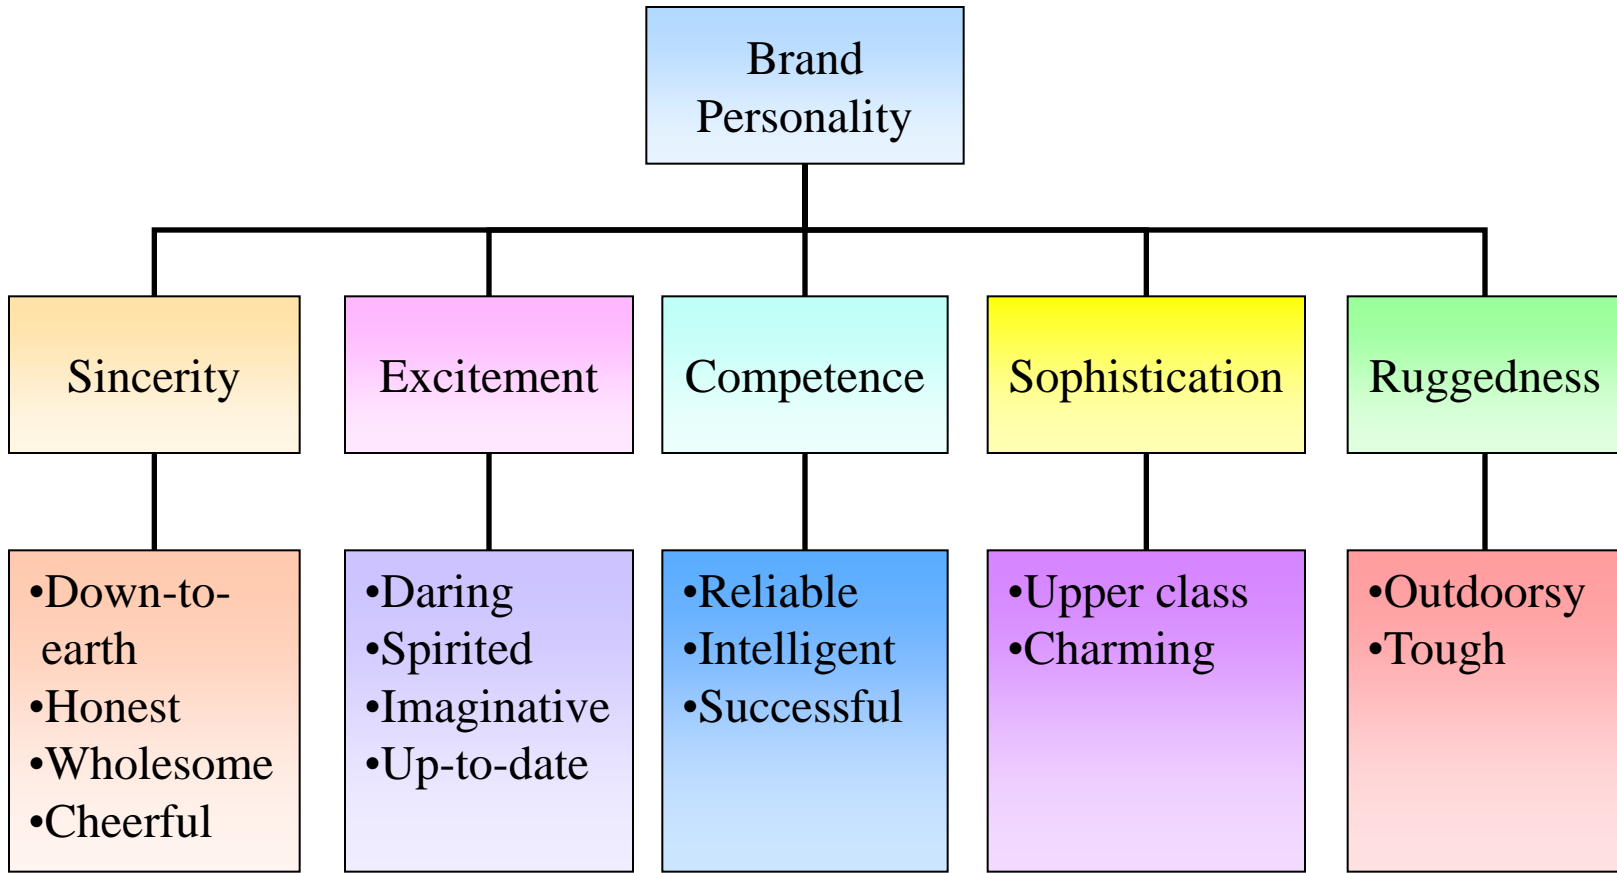 Brand
Personality
Sincerity
Excitement
Competence
Sophistication
Ruggedness
•Down-to-
earth
•Honest
•Wholesome
•Cheerful
•Daring
•Spirited
•Imaginative
•Up-to-date
•Reliable
•Intelligent
•Successful
•Upper class
•Charming
•Outdoorsy
•Tough